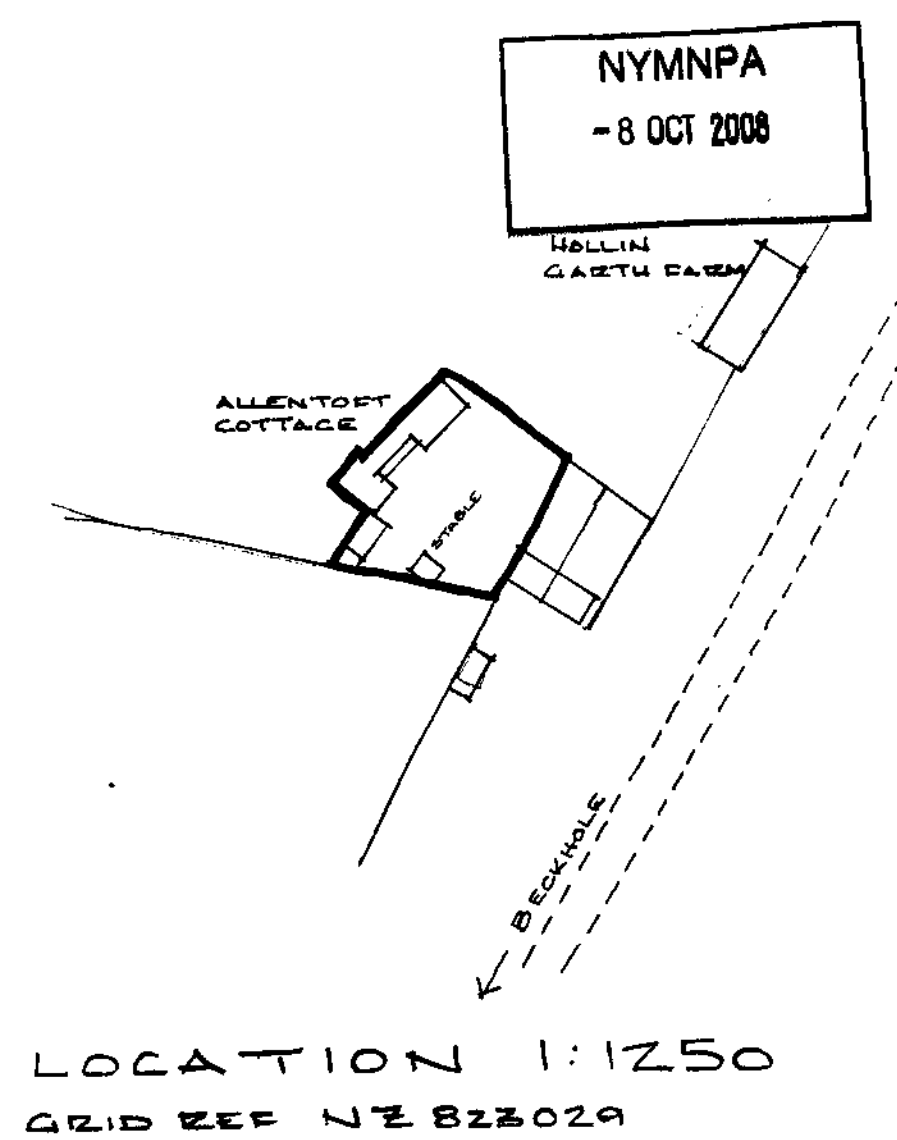 NYMNPA
-8 OCT 2008
HOLLIN
GARTH FARM
ALLENTOFT
COTTAGE
STABLE
BECKHOLE
LOCATION 1:1250
GRID REF NZ 823029